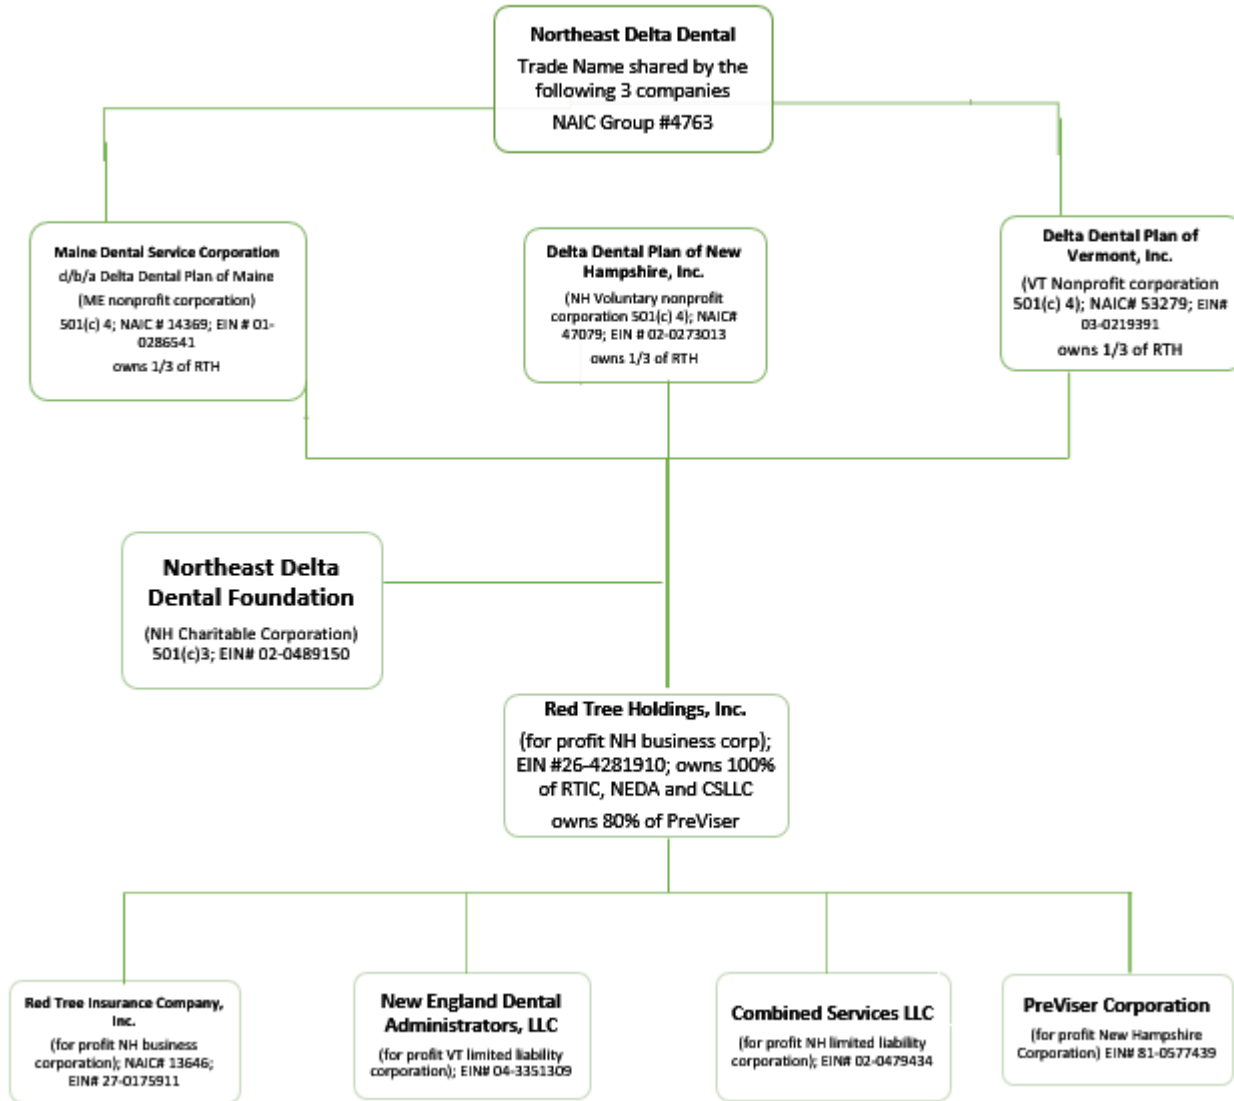 Northeast Delta Dental
Trade Name shared by the
following 3 companies
NAIC Group #4763
Maine Dental Service Corporation
d/b/a Delta Dental Plan of Maine
(ME nonprofit corporation)
501(c) 4; NAIC # 14369; EIN # 01-
0286541
owns 1/3 of RTH
Delta Dental Plan of New
Hampshire, Inc.
(NH Voluntary nonprofit
corporation 501(c) 4); NAIC#
47079; EIN # 02-0273013
owns 1/3 of RTH
Delta Dental Plan of
Vermont, Inc.
(VT Nonprofit corporation
501(c) 4); NAIC# 53279; EIN#
03-0219391
owns 1/3 of RTH
Northeast Delta
Dental Foundation
(NH Charitable Corporation)
501(c)3; EIN# 02-0489150
Red Tree Holdings, Inc.
(for profit NH business corp);
EIN #26-4281910; owns 100%
of RTIC, NEDA and CSLLC
owns 80% of PreViser
Red Tree Insurance Company,
Inc.
(for profit NH business
corporation); NAIC# 13646;
EIN# 27-0175911
New England Dental
Administrators, LLC
(for profit VT limited liability
corporation); EIN# 04-3351309
Combined Services LLC
(for profit NH limited liability
corporation); EIN# 02-0479434
PreViser Corporation
(for profit New Hampshire
Corporation) EIN# 81-0577439